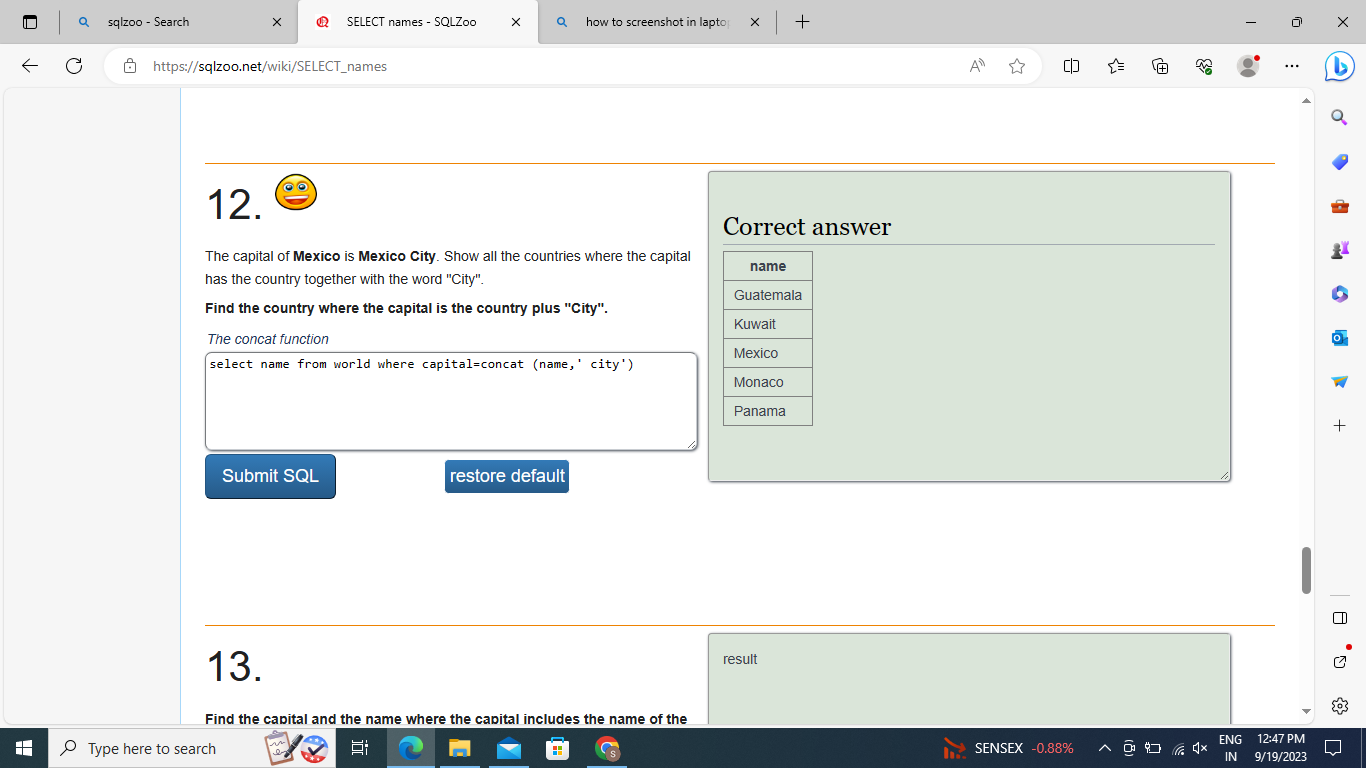 sqlzoo - Search
SELECT names - SQLZoo
how to screenshot in lapto
https://sqlzoo.net/wiki/SELECT_names
12.
The capital of Mexico is Mexico City. Show all the countries where the capital
has the country together with the word "City".
Find the country where the capital is the country plus "City".
The concat function
select name from world where capital=concat (name,' city')
Submit SQL
restore default
Correct answer
name
Guatemala
Kuwait
Mexico
Monaco
Panama
13.
Find the capital and the name where the capital includes the name of the
result
Type here to search
SENSEX -0.88%
ENG
IN
12:47 PM
9/19/2023